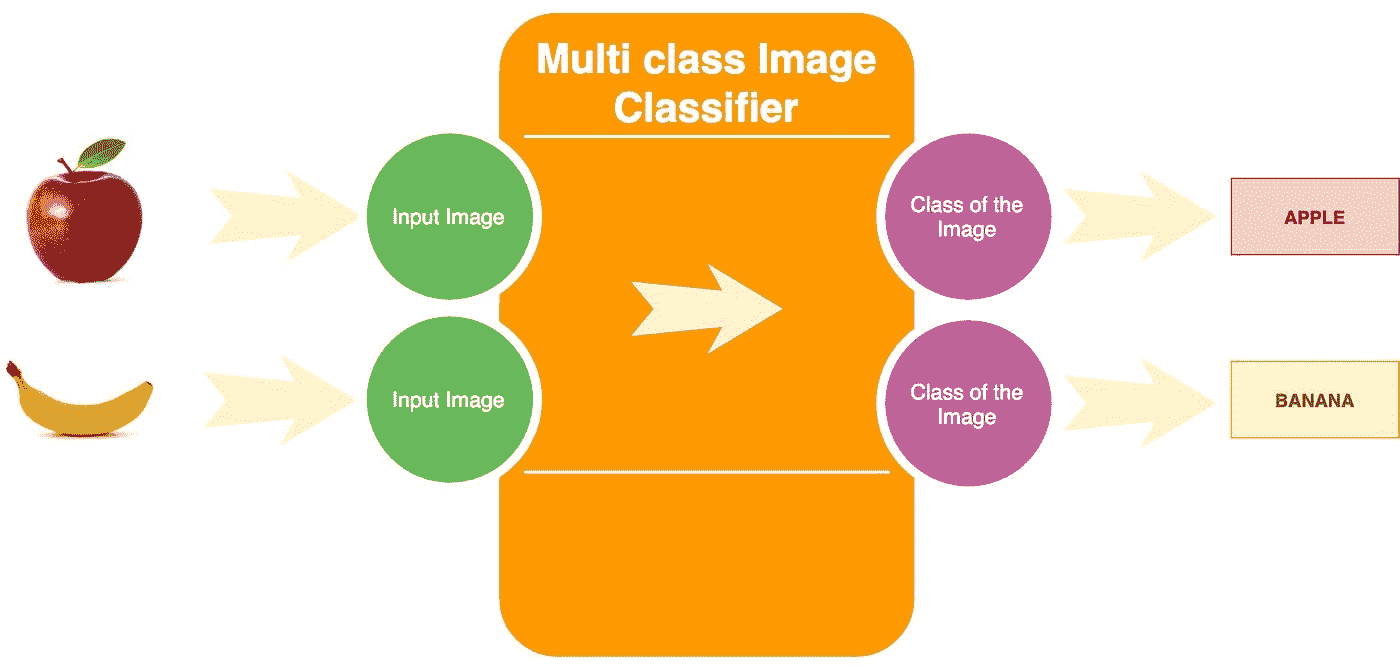 Multi class Image
Classifier
Input Image
Class of the
Image
APPLE
Input Image
Class of the
Image
BANANA